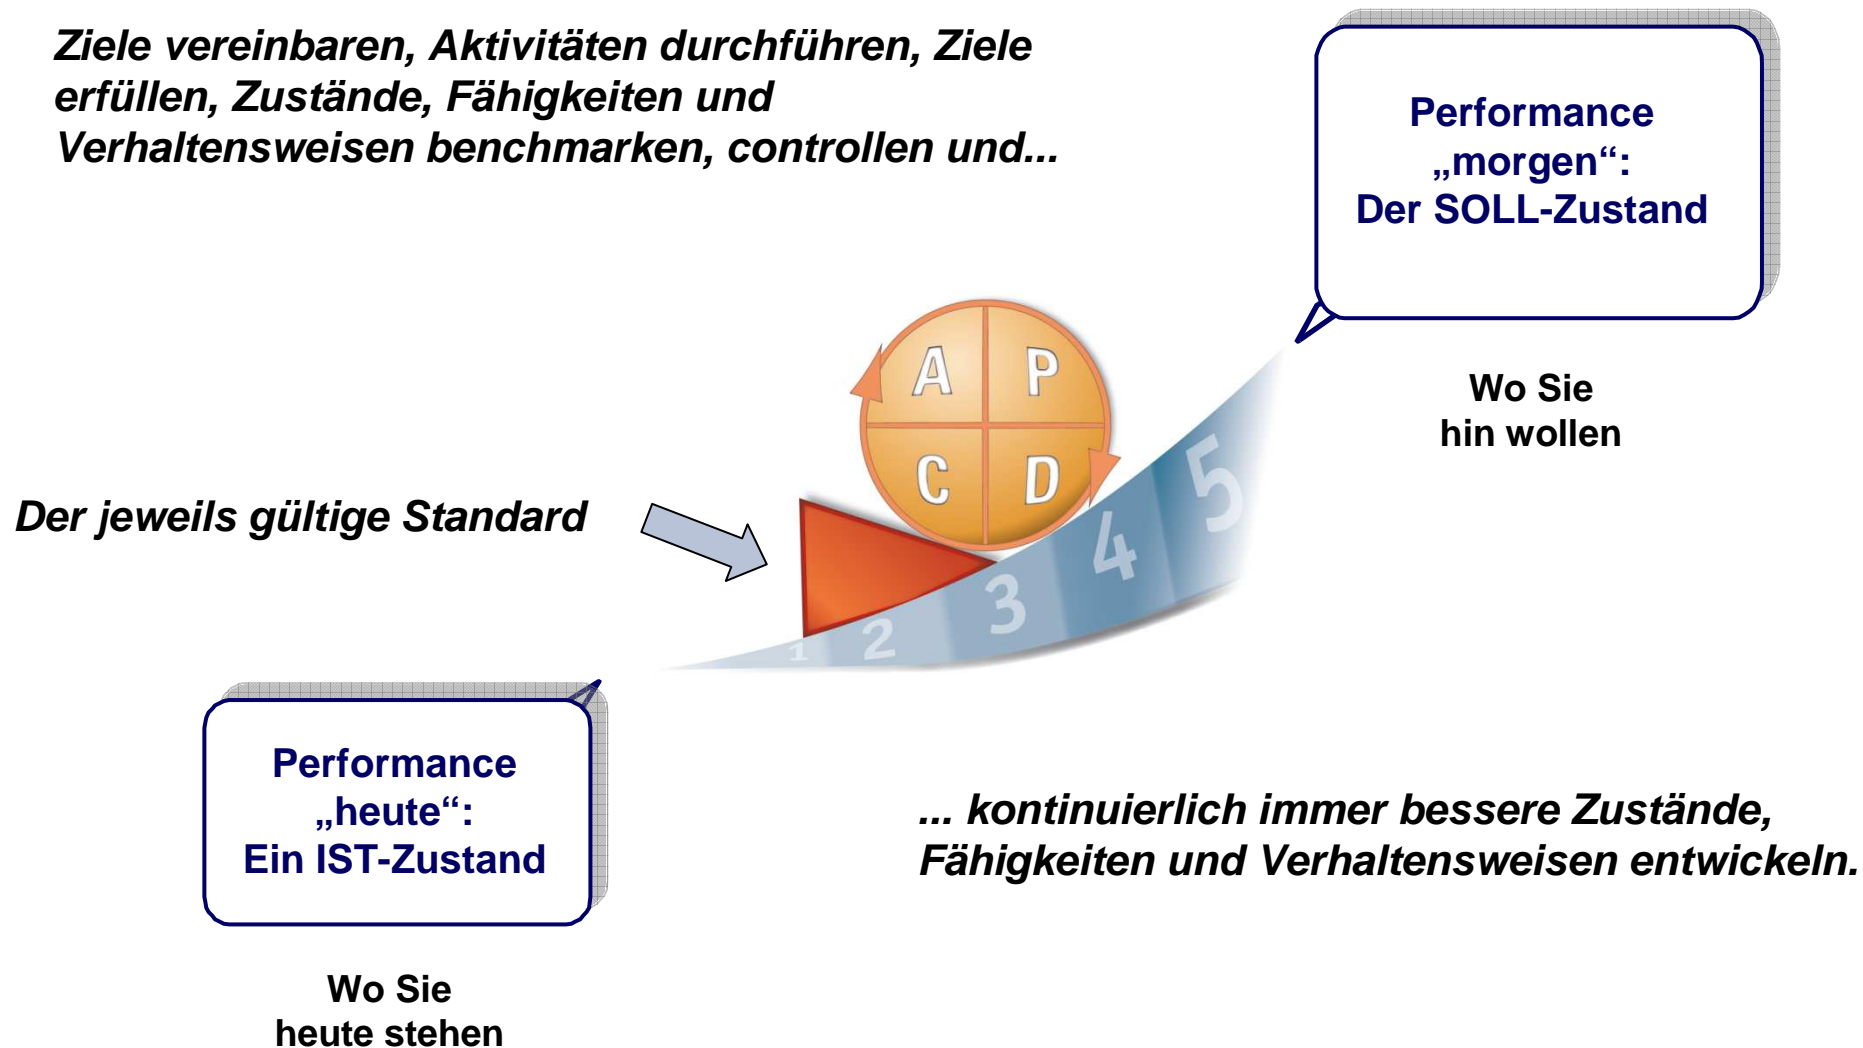 Ziele vereinbaren, Aktivitäten durchführen, Ziele
erfüllen, Zustände, Fähigkeiten und
Verhaltensweisen benchmarken, controllen und...
Performance
„morgen“:
Der SOLL-Zustand
Wo Sie
hin wollen
A P
C D
Der jeweils gültige Standard
1 2 3 4 5
Performance
„heute“:
Ein IST-Zustand
Wo Sie
heute stehen
... kontinuierlich immer bessere Zustände,
Fähigkeiten und Verhaltensweisen entwickeln.